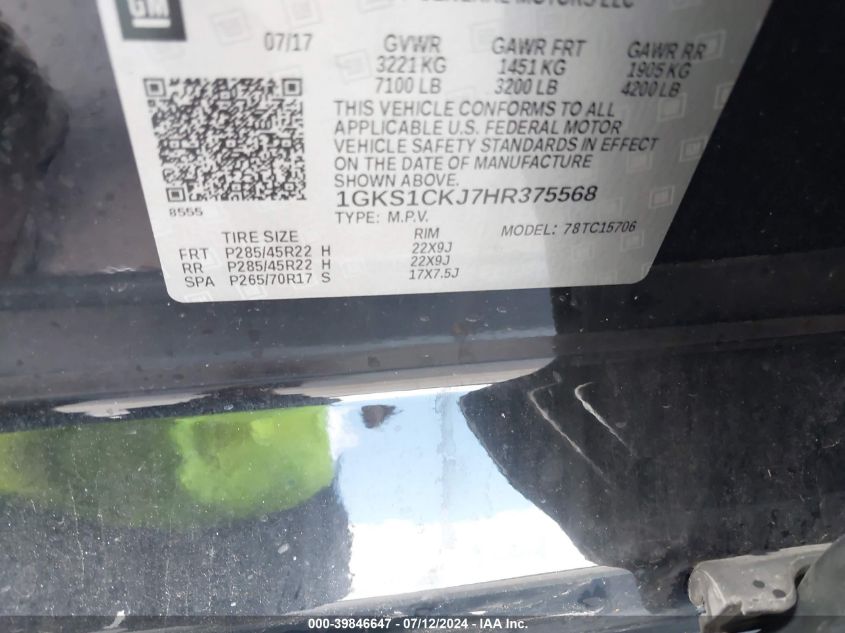 GM
GENERAL MOTORS LLC
07/17 GVWR GAWR FRT GAWR RR
3221 KG 1451 KG 1905 KG
7100 LB 3200 LB 4200 LB
THIS VEHICLE CONFORMS TO ALL
APPLICABLE U.S. FEDERAL MOTOR
VEHICLE SAFETY STANDARDS IN EFFECT
ON THE DATE OF MANUFACTURE
SHOWN ABOVE.
8555
1GKS1CKJ7HR375568
TYPE: M.P.V. MODEL: 78TC15706
TIRE SIZE RIM
FRT P285/45R22 H 22X9J
RR P285/45R22 H 22X9J
SPA P265/70R17 S 17X7.5J
000-39846647 - 07/12/2024 - IAA Inc.